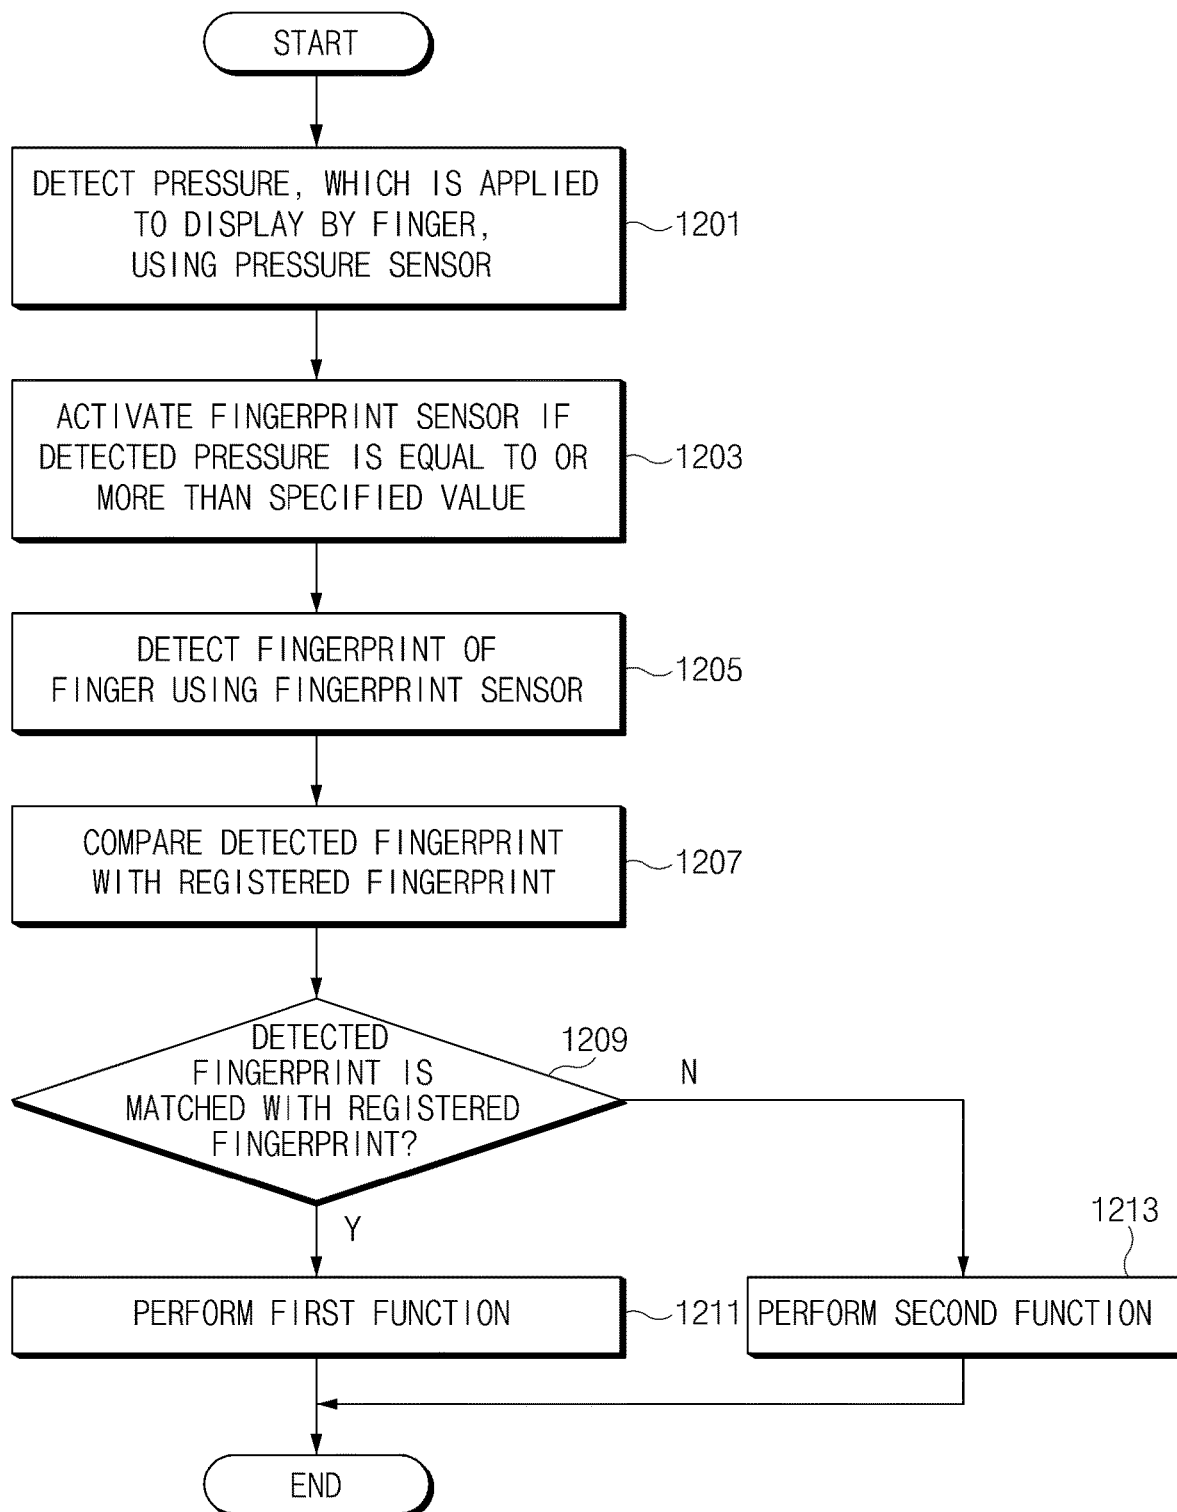 START
DETECT PRESSURE, WHICH IS APPLIED
TO DISPLAY BY FINGER,
USING PRESSURE SENSOR
1201
ACTIVATE FINGERPRINT SENSOR IF
DETECTED PRESSURE IS EQUAL TO OR
MORE THAN SPECIFIED VALUE
1203
DETECT FINGERPRINT OF
FINGER USING FINGERPRINT SENSOR
1205
COMPARE DETECTED FINGERPRINT
WITH REGISTERED FINGERPRINT
1207
DETECTED
FINGERPRINT IS
MATCHED WITH REGISTERED
FINGERPRINT?
1209
N
Y
1213
PERFORM FIRST FUNCTION
1211
PERFORM SECOND FUNCTION
END